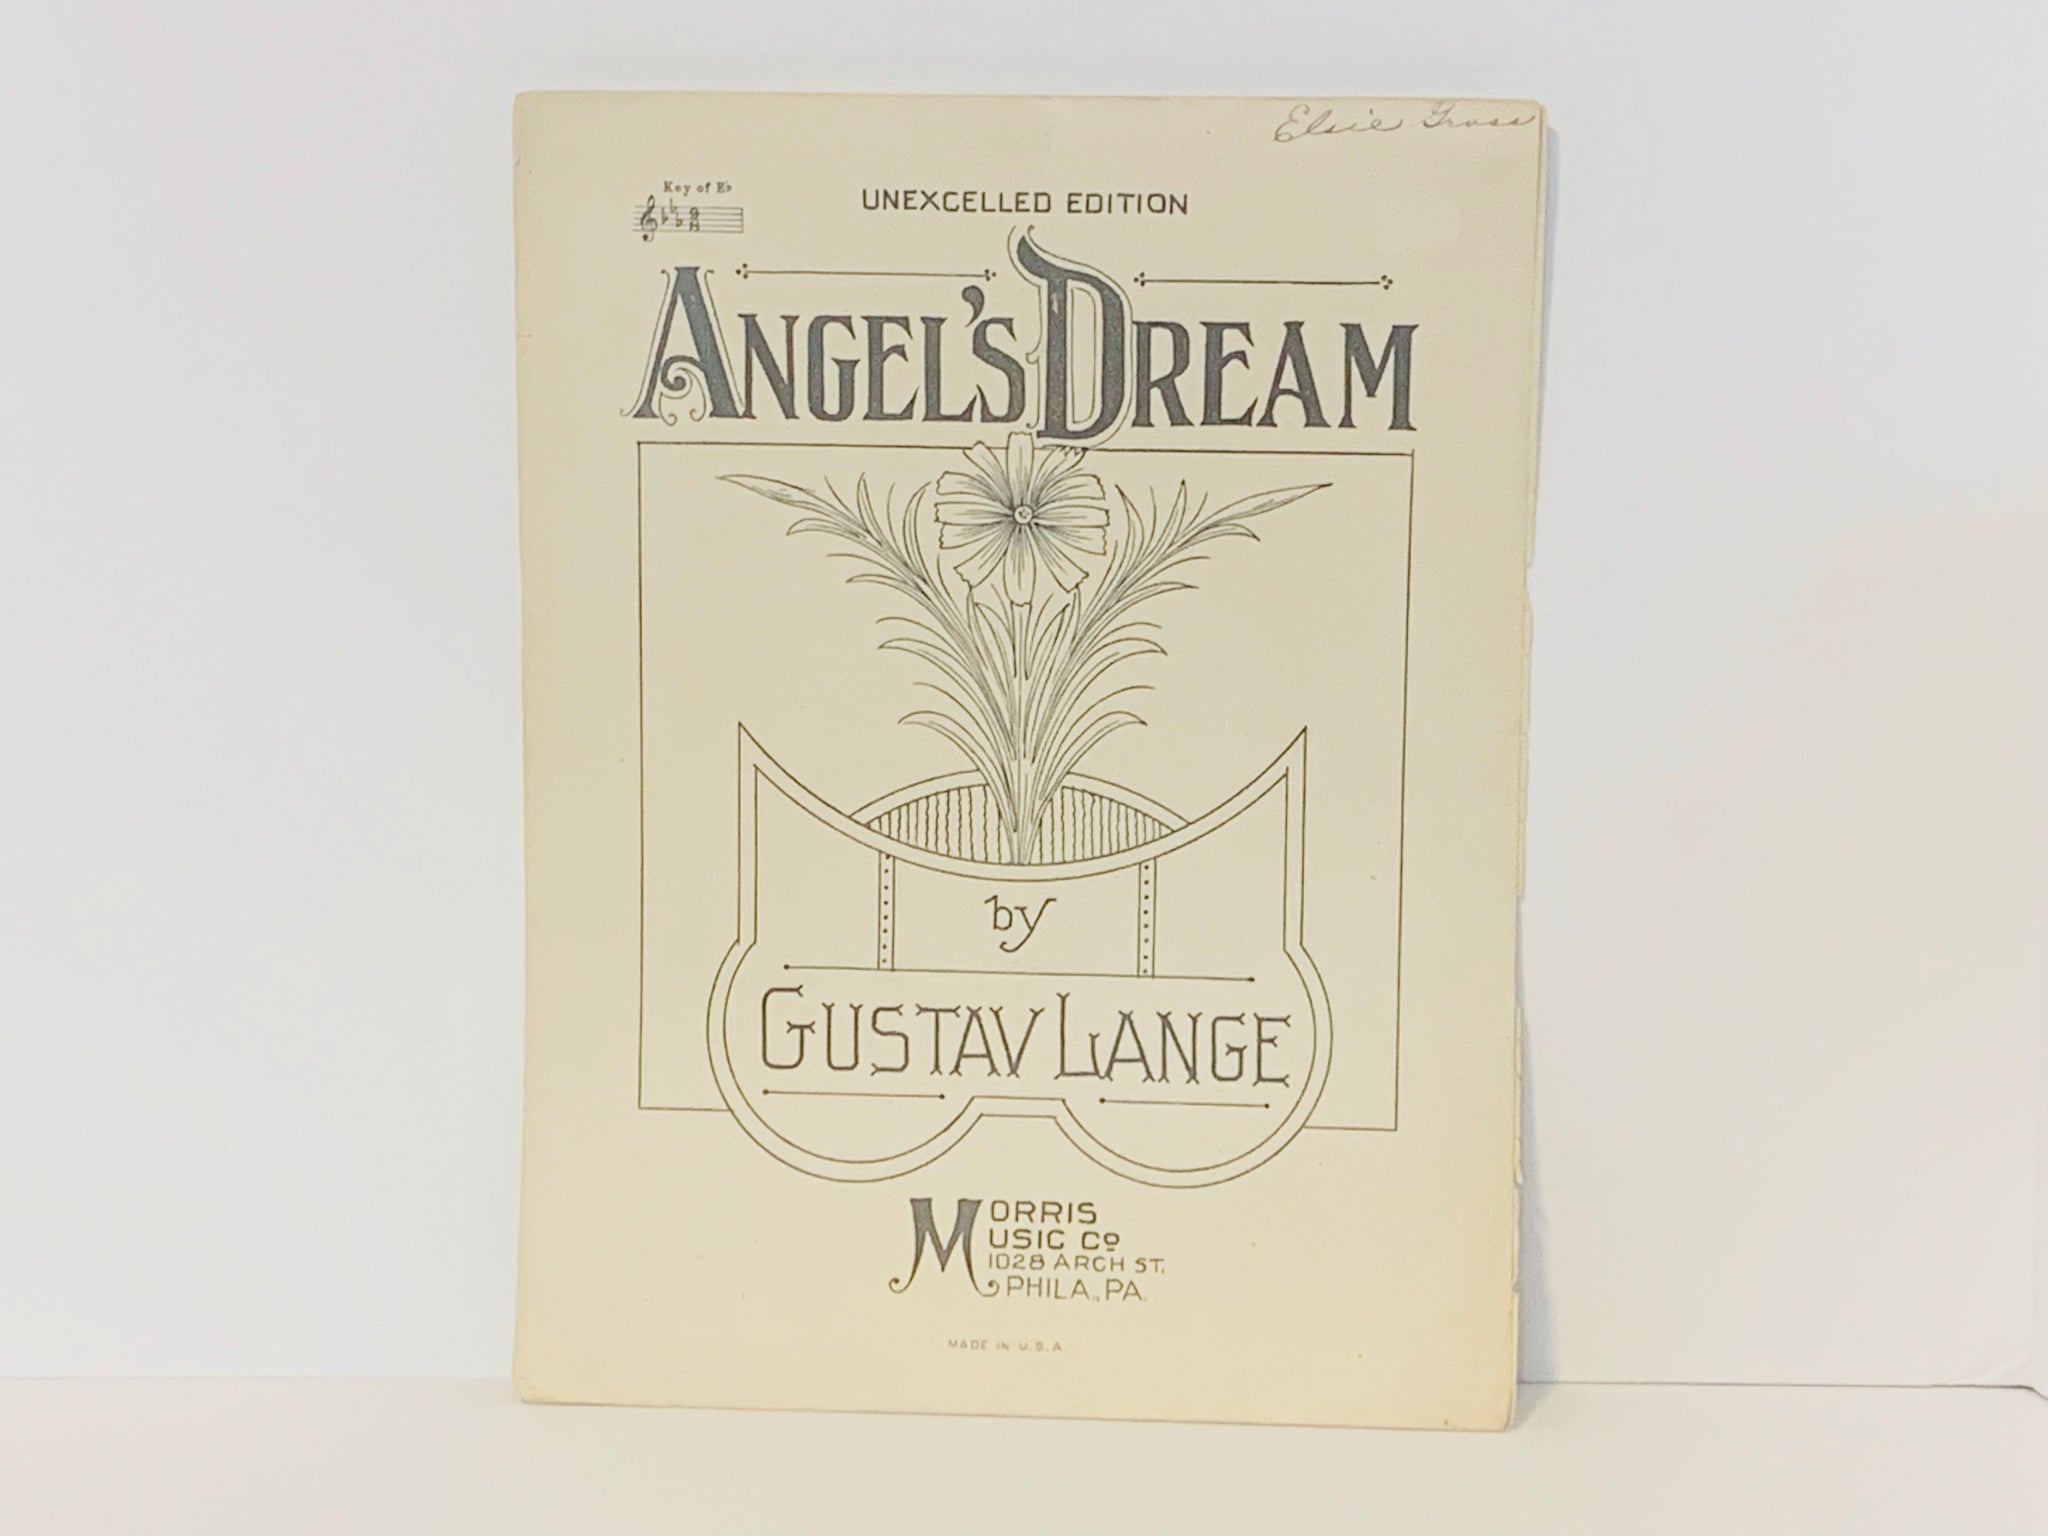 Elsie Gross
Key of E♭
UNEXCELLED EDITION
ANGEL'S DREAM
by
GUSTAV LANGE
MORRIS
MUSIC Co
1028 ARCH ST.
PHILA., PA.
MADE IN U.S.A.